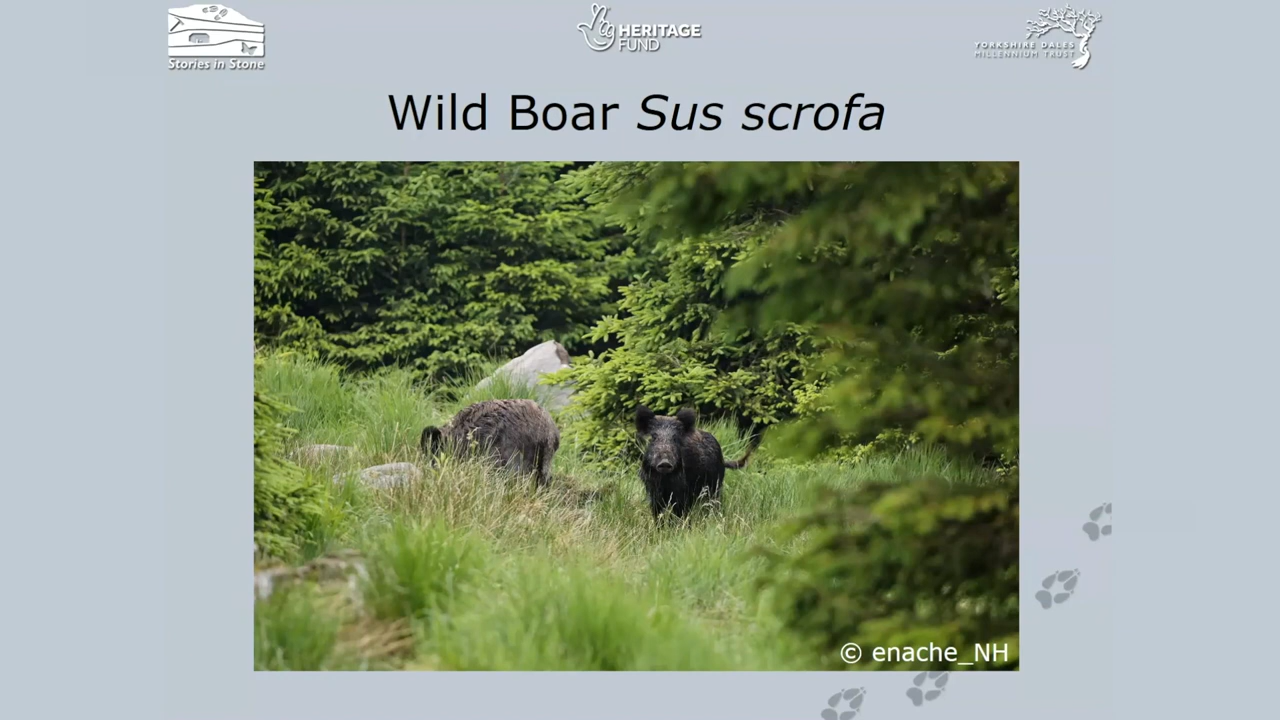 Stories in Stone
HERITAGE
FUND
YORKSHIRE DALES
MILLENNIUM TRUST
Wild Boar Sus scrofa
© enache_NH